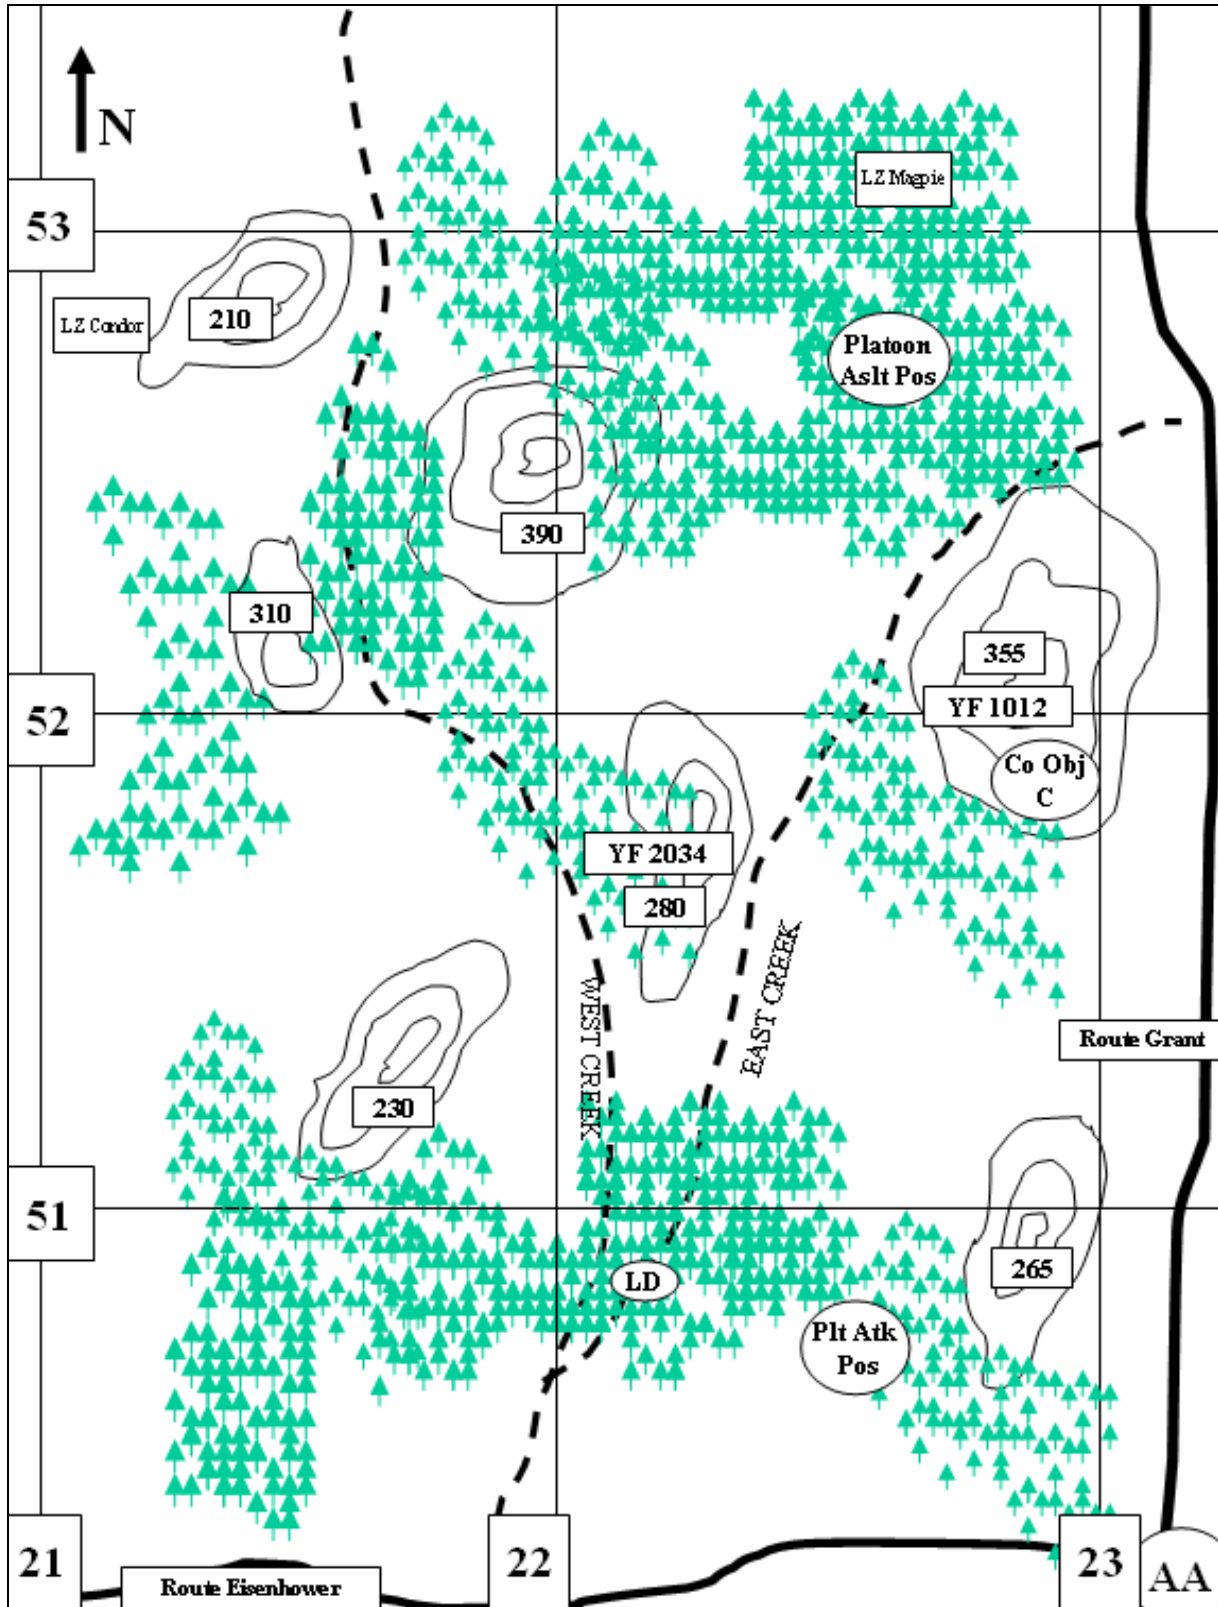 N
LZ Magpie
53
LZ Condor
210
Platoon
Aslt Pos
390
310
355
52
YF 1012
Co Obj
C
YF 2034
280
WEST CREEK
EAST CREEK
Route Grant
230
51
265
LD
Plt Atk
Pos
21
22
23
AA
Route Eisenhower